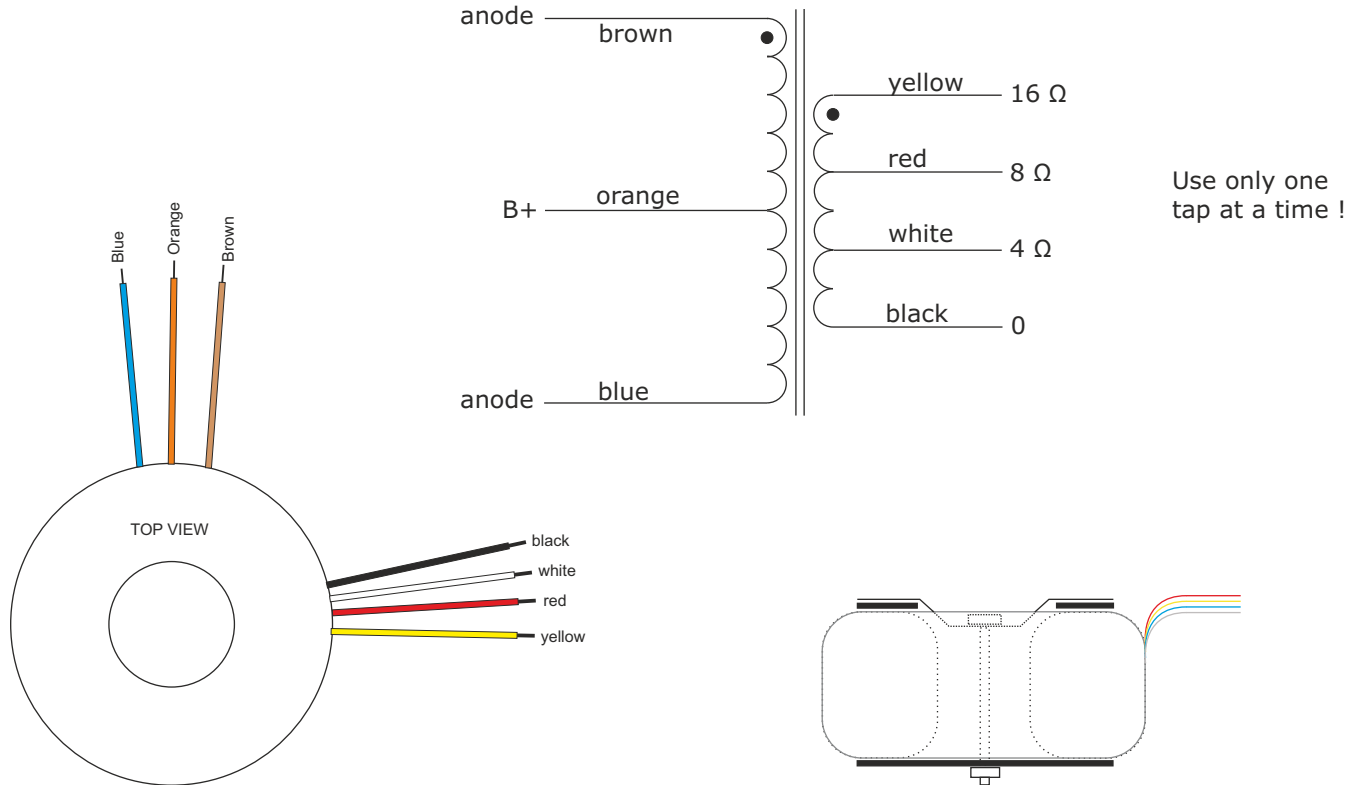 anode
brown
yellow
16 Ω
red
8 Ω
Use only one
tap at a time !
B+
orange
white
4 Ω
black
0
anode
blue
Blue
Orange
Brown
TOP VIEW
black
white
red
yellow